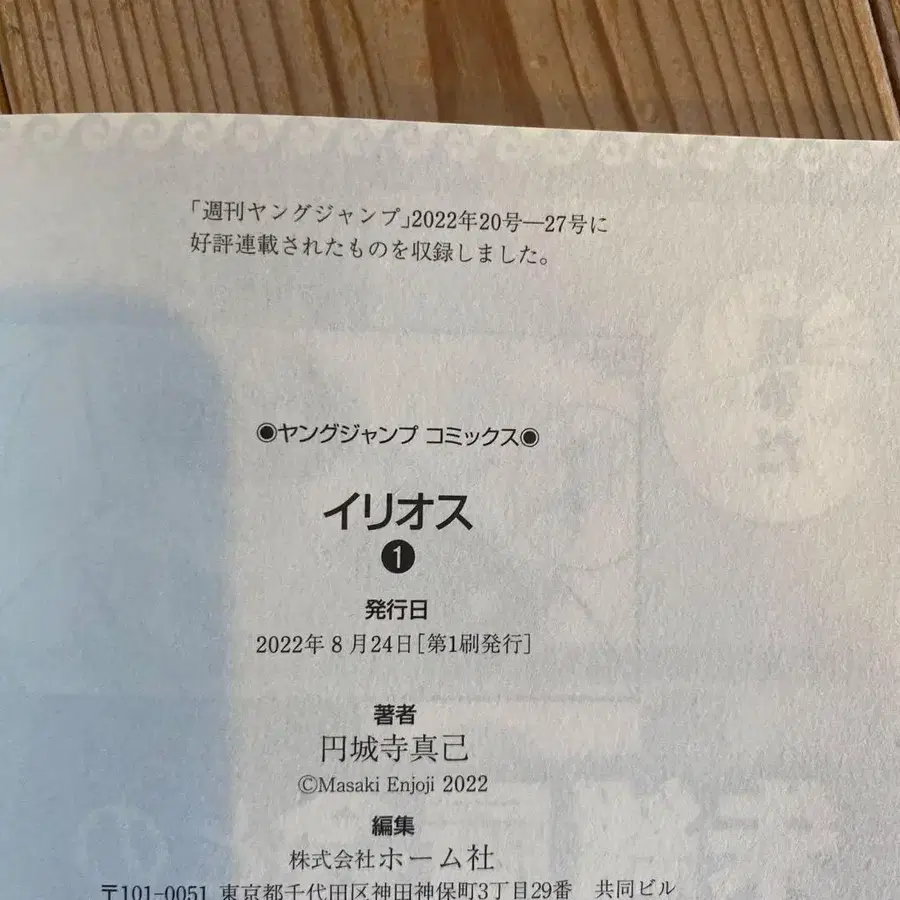 「週刊ヤングジャンプ」2022年20号―27号に
好評連載されたものを収録しました。
◉ヤングジャンプ コミックス◉
イリオス
❶
発行日
2022年8月24日[第1刷発行]
著者
円城寺真己
©Masaki Enjoji 2022
編集
株式会社ホーム社
〒101-0051 東京都千代田区神田神保町3丁目29番 共同ビル